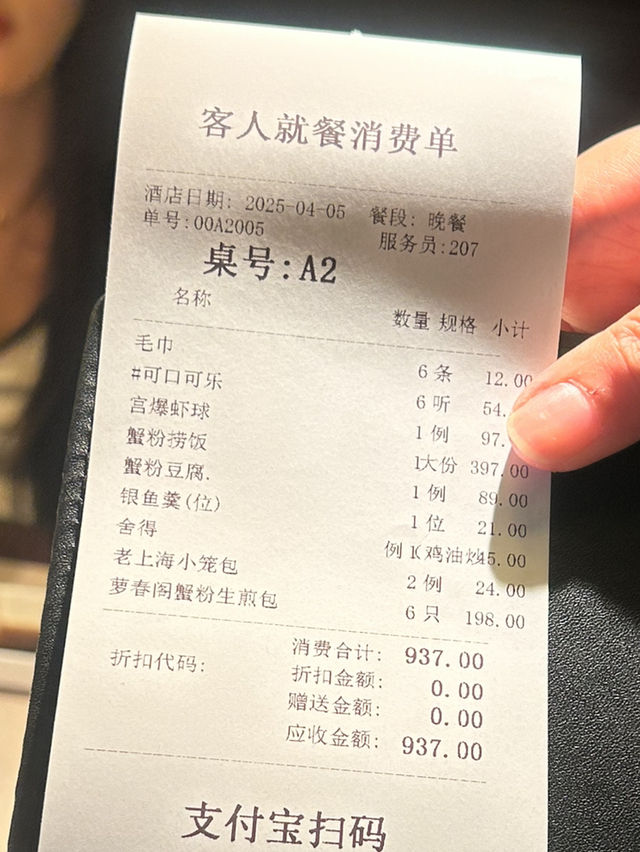 客人就餐消费单
酒店日期: 2025-04-05 餐段: 晚餐
单号:00A2005 服务员:207
桌号:A2
名称 数量 规格 小计
毛巾 6 条 12.00
#可口可乐 6 听 54.
宫爆虾球 1 例 97.
蟹粉捞饭 1大份 397.00
蟹粉豆腐. 1 例 89.00
银鱼羹(位) 1 位 21.00
舍得 例 1(鸡油炒 45.00
老上海小笼包 2 例 24.00
萝春阁蟹粉生煎包 6 只 198.00
消费合计: 937.00
折扣代码: 折扣金额: 0.00
赠送金额: 0.00
应收金额: 937.00
支付宝扫码